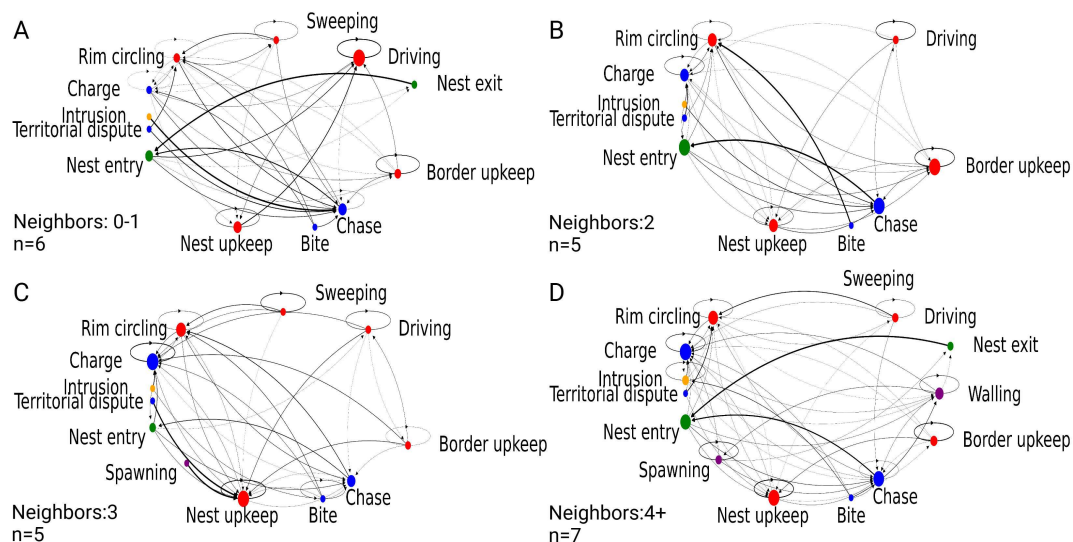 A
Sweeping
Rim circling
Driving
Charge
Nest exit
Intrusion
Territorial dispute
Nest entry
Border upkeep
Neighbors: 0-1
n=6
Nest upkeep
Bite
Chase
B
Rim circling
Driving
Charge
Intrusion
Territorial dispute
Nest entry
Border upkeep
Neighbors:2
n=5
Nest upkeep
Bite
Chase
C
Sweeping
Rim circling
Driving
Charge
Intrusion
Territorial dispute
Nest entry
Border upkeep
Spawning
Neighbors:3
n=5
Nest upkeep
Bite
Chase
D
Sweeping
Rim circling
Driving
Charge
Nest exit
Intrusion
Territorial dispute
Walling
Nest entry
Border upkeep
Spawning
Neighbors:4+
n=7
Nest upkeep
Bite
Chase